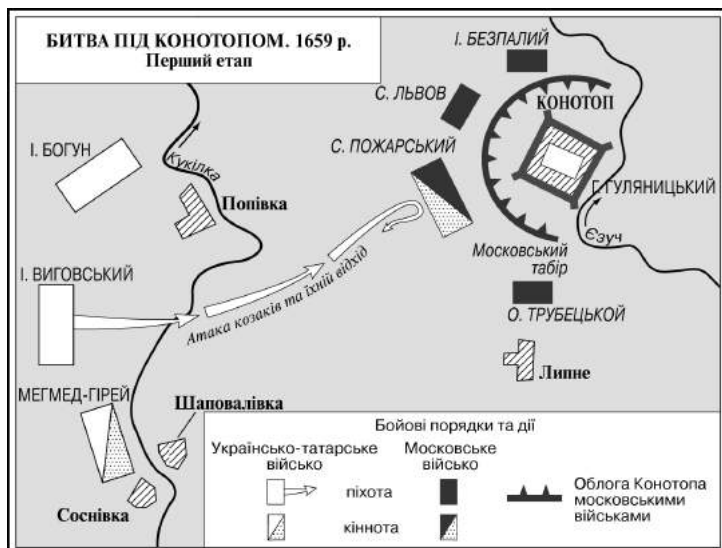 БИТВА ПІД КОНОТОПОМ. 1659 р.
Перший етап
І. БЕЗПАЛИЙ
С. ЛЬВОВ
КОНОТОП
С. ПОЖАРСЬКИЙ
І. БОГУН
Кукілка
Попівка
Г. ГУЛЯНИЦЬКИЙ
Єзуч
Московський
табір
І. ВИГОВСЬКИЙ
Атака козаків та їхній відхід
О. ТРУБЕЦЬКОЙ
Липне
МЕГМЕД-ГІРЕЙ
Шаповалівка
Соснівка
Бойові порядки та дії
Українсько-татарське
військо
Московське
військо
піхота
кіннота
Облога Конотопа
московськими
військами